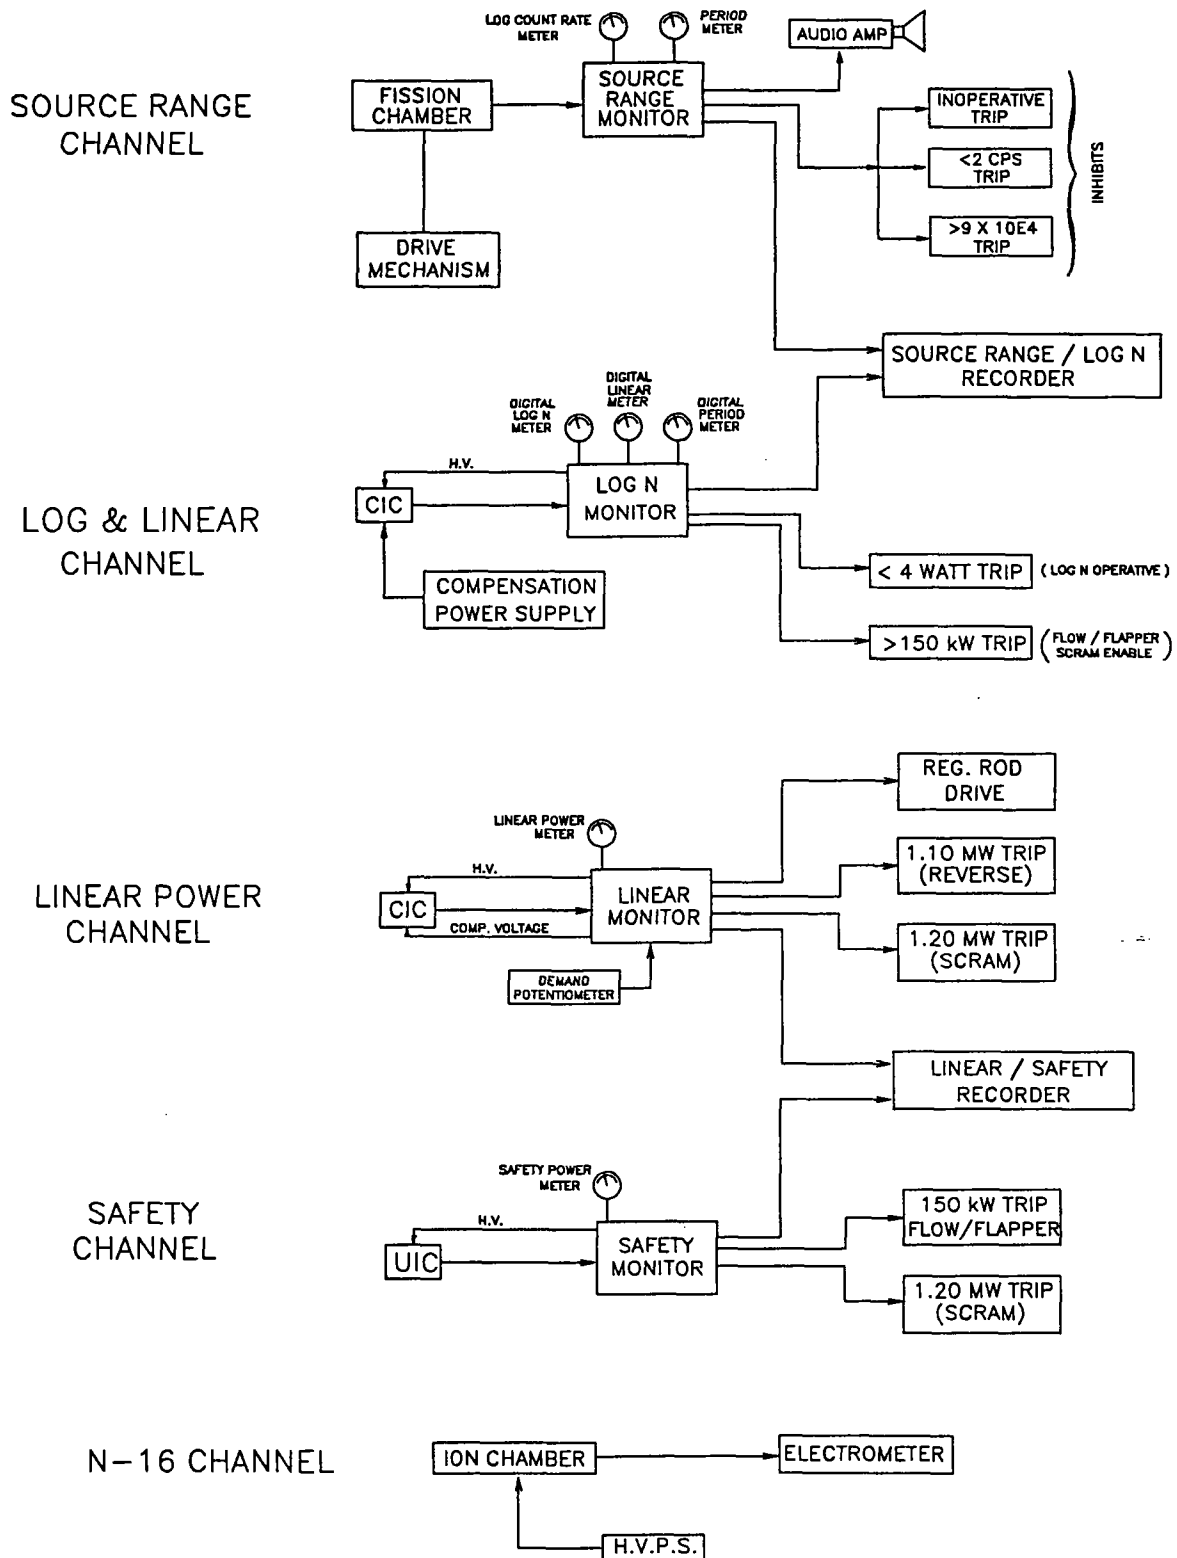 LOG COUNT RATE
METER
PERIOD
METER
AUDIO AMP
SOURCE RANGE
CHANNEL
FISSION
CHAMBER
SOURCE
RANGE
MONITOR
INOPERATIVE
TRIP
<2 CPS
TRIP
>9 X 10E4
TRIP
INHIBITS
DRIVE
MECHANISM
SOURCE RANGE / LOG N
RECORDER
DIGITAL
LOG N
METER
DIGITAL
LINEAR
METER
DIGITAL
PERIOD
METER
LOG & LINEAR
CHANNEL
H.V.
CIC
LOG N
MONITOR
COMPENSATION
POWER SUPPLY
< 4 WATT TRIP
( LOG N OPERATIVE )
>150 kW TRIP
( FLOW / FLAPPER
SCRAM ENABLE )
REG. ROD
DRIVE
LINEAR POWER
METER
LINEAR POWER
CHANNEL
H.V.
CIC
COMP. VOLTAGE
LINEAR
MONITOR
1.10 MW TRIP
(REVERSE)
1.20 MW TRIP
(SCRAM)
DEMAND
POTENTIOMETER
LINEAR / SAFETY
RECORDER
SAFETY POWER
METER
SAFETY
CHANNEL
H.V.
UIC
SAFETY
MONITOR
150 kW TRIP
FLOW/FLAPPER
1.20 MW TRIP
(SCRAM)
N-16 CHANNEL
ION CHAMBER
ELECTROMETER
H.V.P.S.